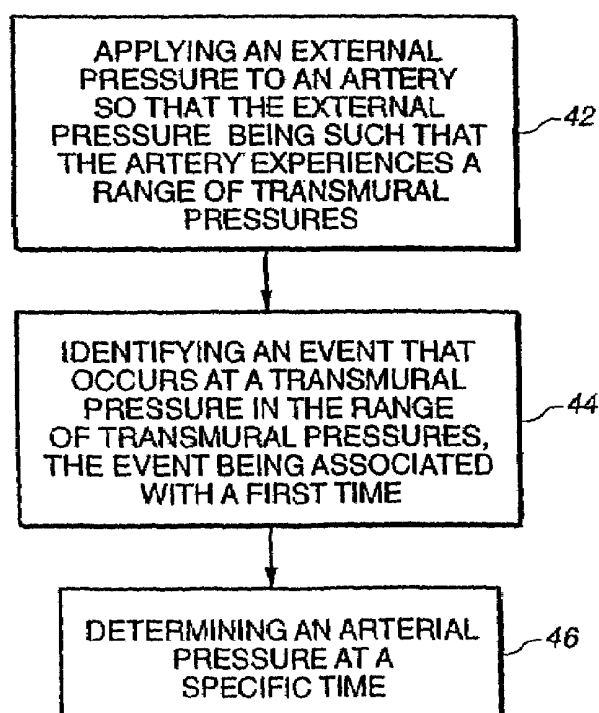 APPLYING AN EXTERNAL
PRESSURE TO AN ARTERY
SO THAT THE EXTERNAL
PRESSURE BEING SUCH THAT
THE ARTERY EXPERIENCES A
RANGE OF TRANSMURAL
PRESSURES
42
IDENTIFYING AN EVENT THAT
OCCURS AT A TRANSMURAL
PRESSURE IN THE RANGE
OF TRANSMURAL PRESSURES,
THE EVENT BEING ASSOCIATED
WITH A FIRST TIME
44
DETERMINING AN ARTERIAL
PRESSURE AT A
SPECIFIC TIME
46